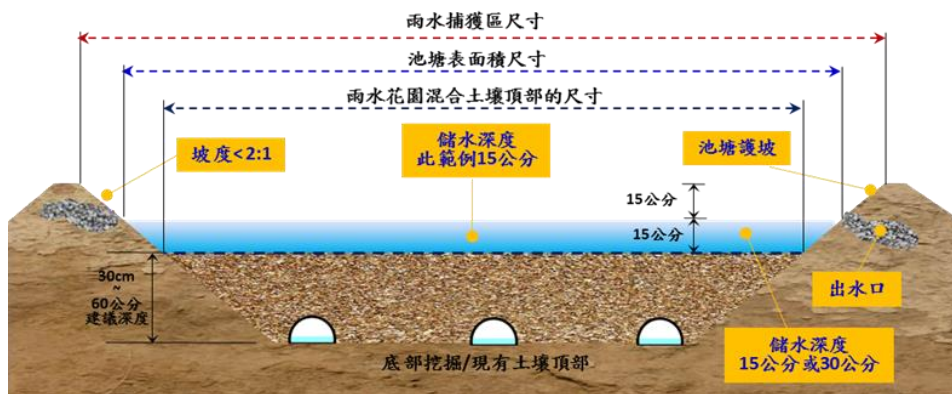 雨水捕獲區尺寸
池塘表面積尺寸
雨水花園混合土壤頂部的尺寸
坡度<2:1
儲水深度
此範例15公分
池塘護坡
15公分
15公分
30cm
~
60公分
建議深度
出水口
底部挖掘/現有土壤頂部
儲水深度
15公分或30公分